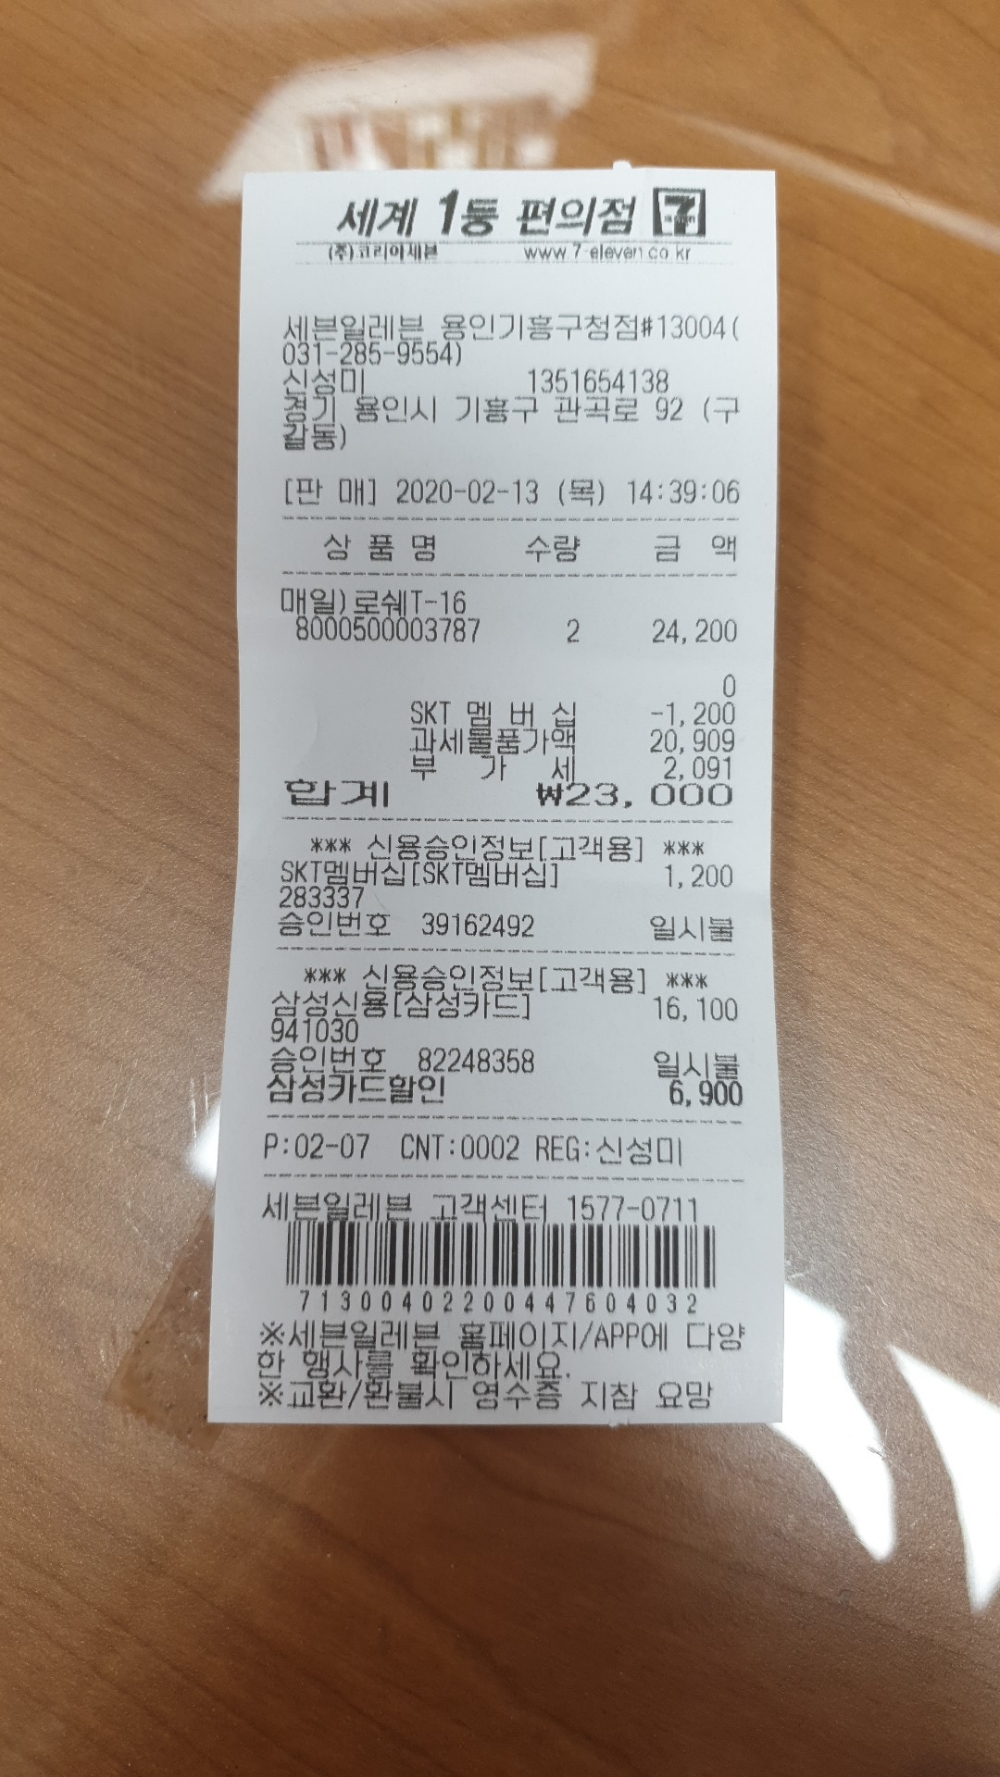 세계 1등 편의점 7
(주)코리아세븐 www.7-eleven.co.kr
세븐일레븐 용인기흥구청점#13004(
031-285-9554)
신성미 1351654138
경기 용인시 기흥구 관곡로 92 (구
갈동)
[판 매] 2020-02-13 (목) 14:39:06
상 품 명 수량 금 액
매일)로쉐T-16
8000500003787 2 24,200
0
SKT 멤 버 십 -1,200
과세물품가액 20,909
부 가 세 2,091
합계 ₩23,000
*** 신용승인정보[고객용] ***
SKT멤버십[SKT멤버십] 1,200
283337
승인번호 39162492 일시불
*** 신용승인정보[고객용] ***
삼성신용[삼성카드] 16,100
941030
승인번호 82248358 일시불
삼성카드할인 6,900
P:02-07 CNT:0002 REG:신성미
세븐일레븐 고객센터 1577-0711
71300402200447604032
※세븐일레븐 홈페이지/APP에 다양
한 행사를 확인하세요.
※교환/환불시 영수증 지참 요망